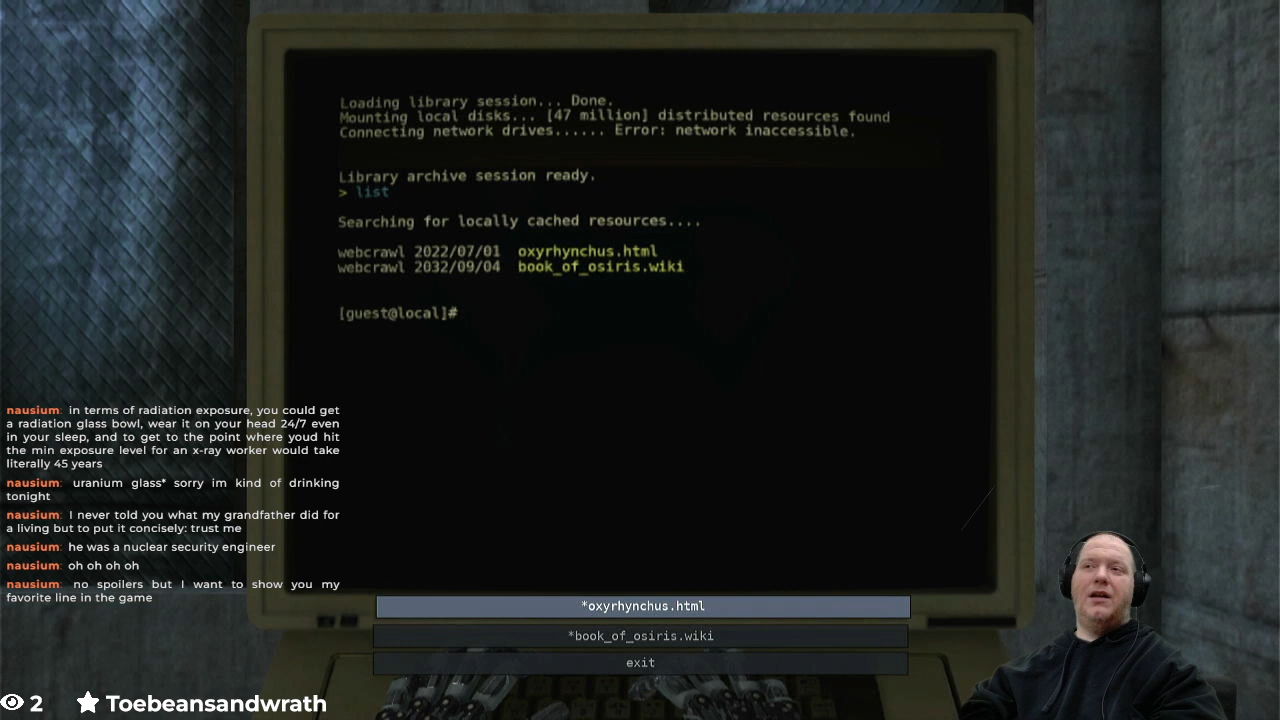 Loading library session... Done.
Mounting local disks... [47 million] distributed resources found
Connecting network drives...... Error: network inaccessible.
Library archive session ready.
> list
Searching for locally cached resources....
webcrawl 2022/07/01 oxyrhynchus.html
webcrawl 2032/09/04 book_of_osiris.wiki
[guest@local]#
nausium: in terms of radiation exposure, you could get
a radiation glass bowl, wear it on your head 24/7 even
in your sleep, and to get to the point where youd hit
the min exposure level for an x-ray worker would take
literally 45 years
nausium: uranium glass* sorry im kind of drinking
tonight
nausium: I never told you what my grandfather did for
a living but to put it concisely: trust me
nausium: he was a nuclear security engineer
nausium: oh oh oh oh
nausium: no spoilers but I want to show you my
favorite line in the game
*oxyrhynchus.html
*book_of_osiris.wiki
exit
2 Toebeansandwrath